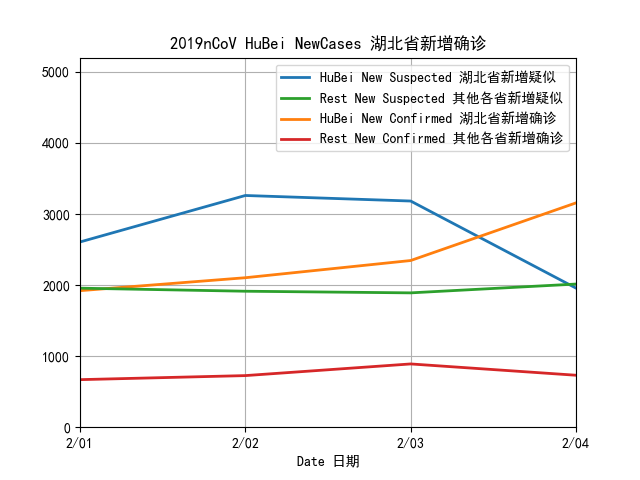 2019nCoV HuBei NewCases 湖北省新增确诊
HuBei New Suspected 湖北省新增疑似
Rest New Suspected 其他各省新增疑似
HuBei New Confirmed 湖北省新增确诊
Rest New Confirmed 其他各省新增确诊
5000
4000
3000
2000
1000
0
2/01 2/02 2/03 2/04
Date 日期